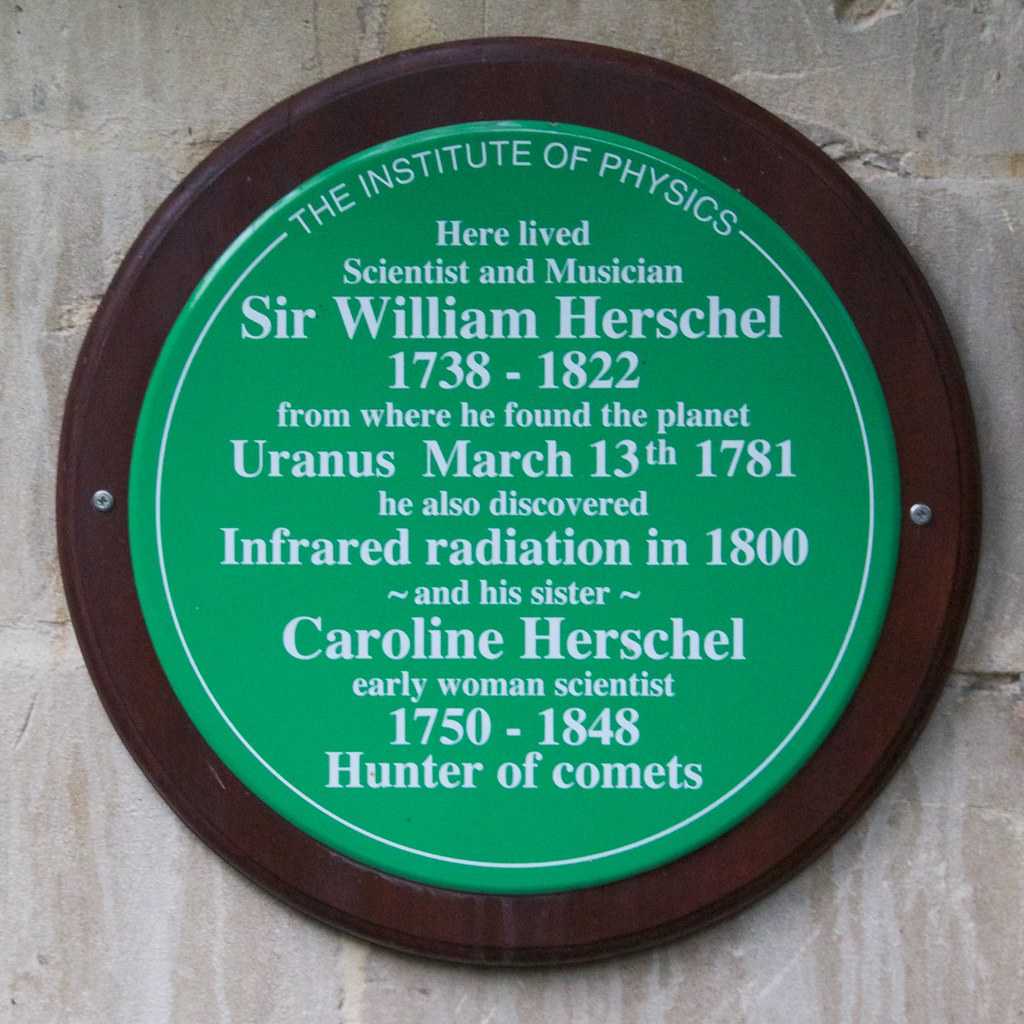 THE INSTITUTE OF PHYSICS
Here lived
Scientist and Musician
Sir William Herschel
1738 - 1822
from where he found the planet
Uranus March 13th 1781
he also discovered
Infrared radiation in 1800
~ and his sister ~
Caroline Herschel
early woman scientist
1750 - 1848
Hunter of comets